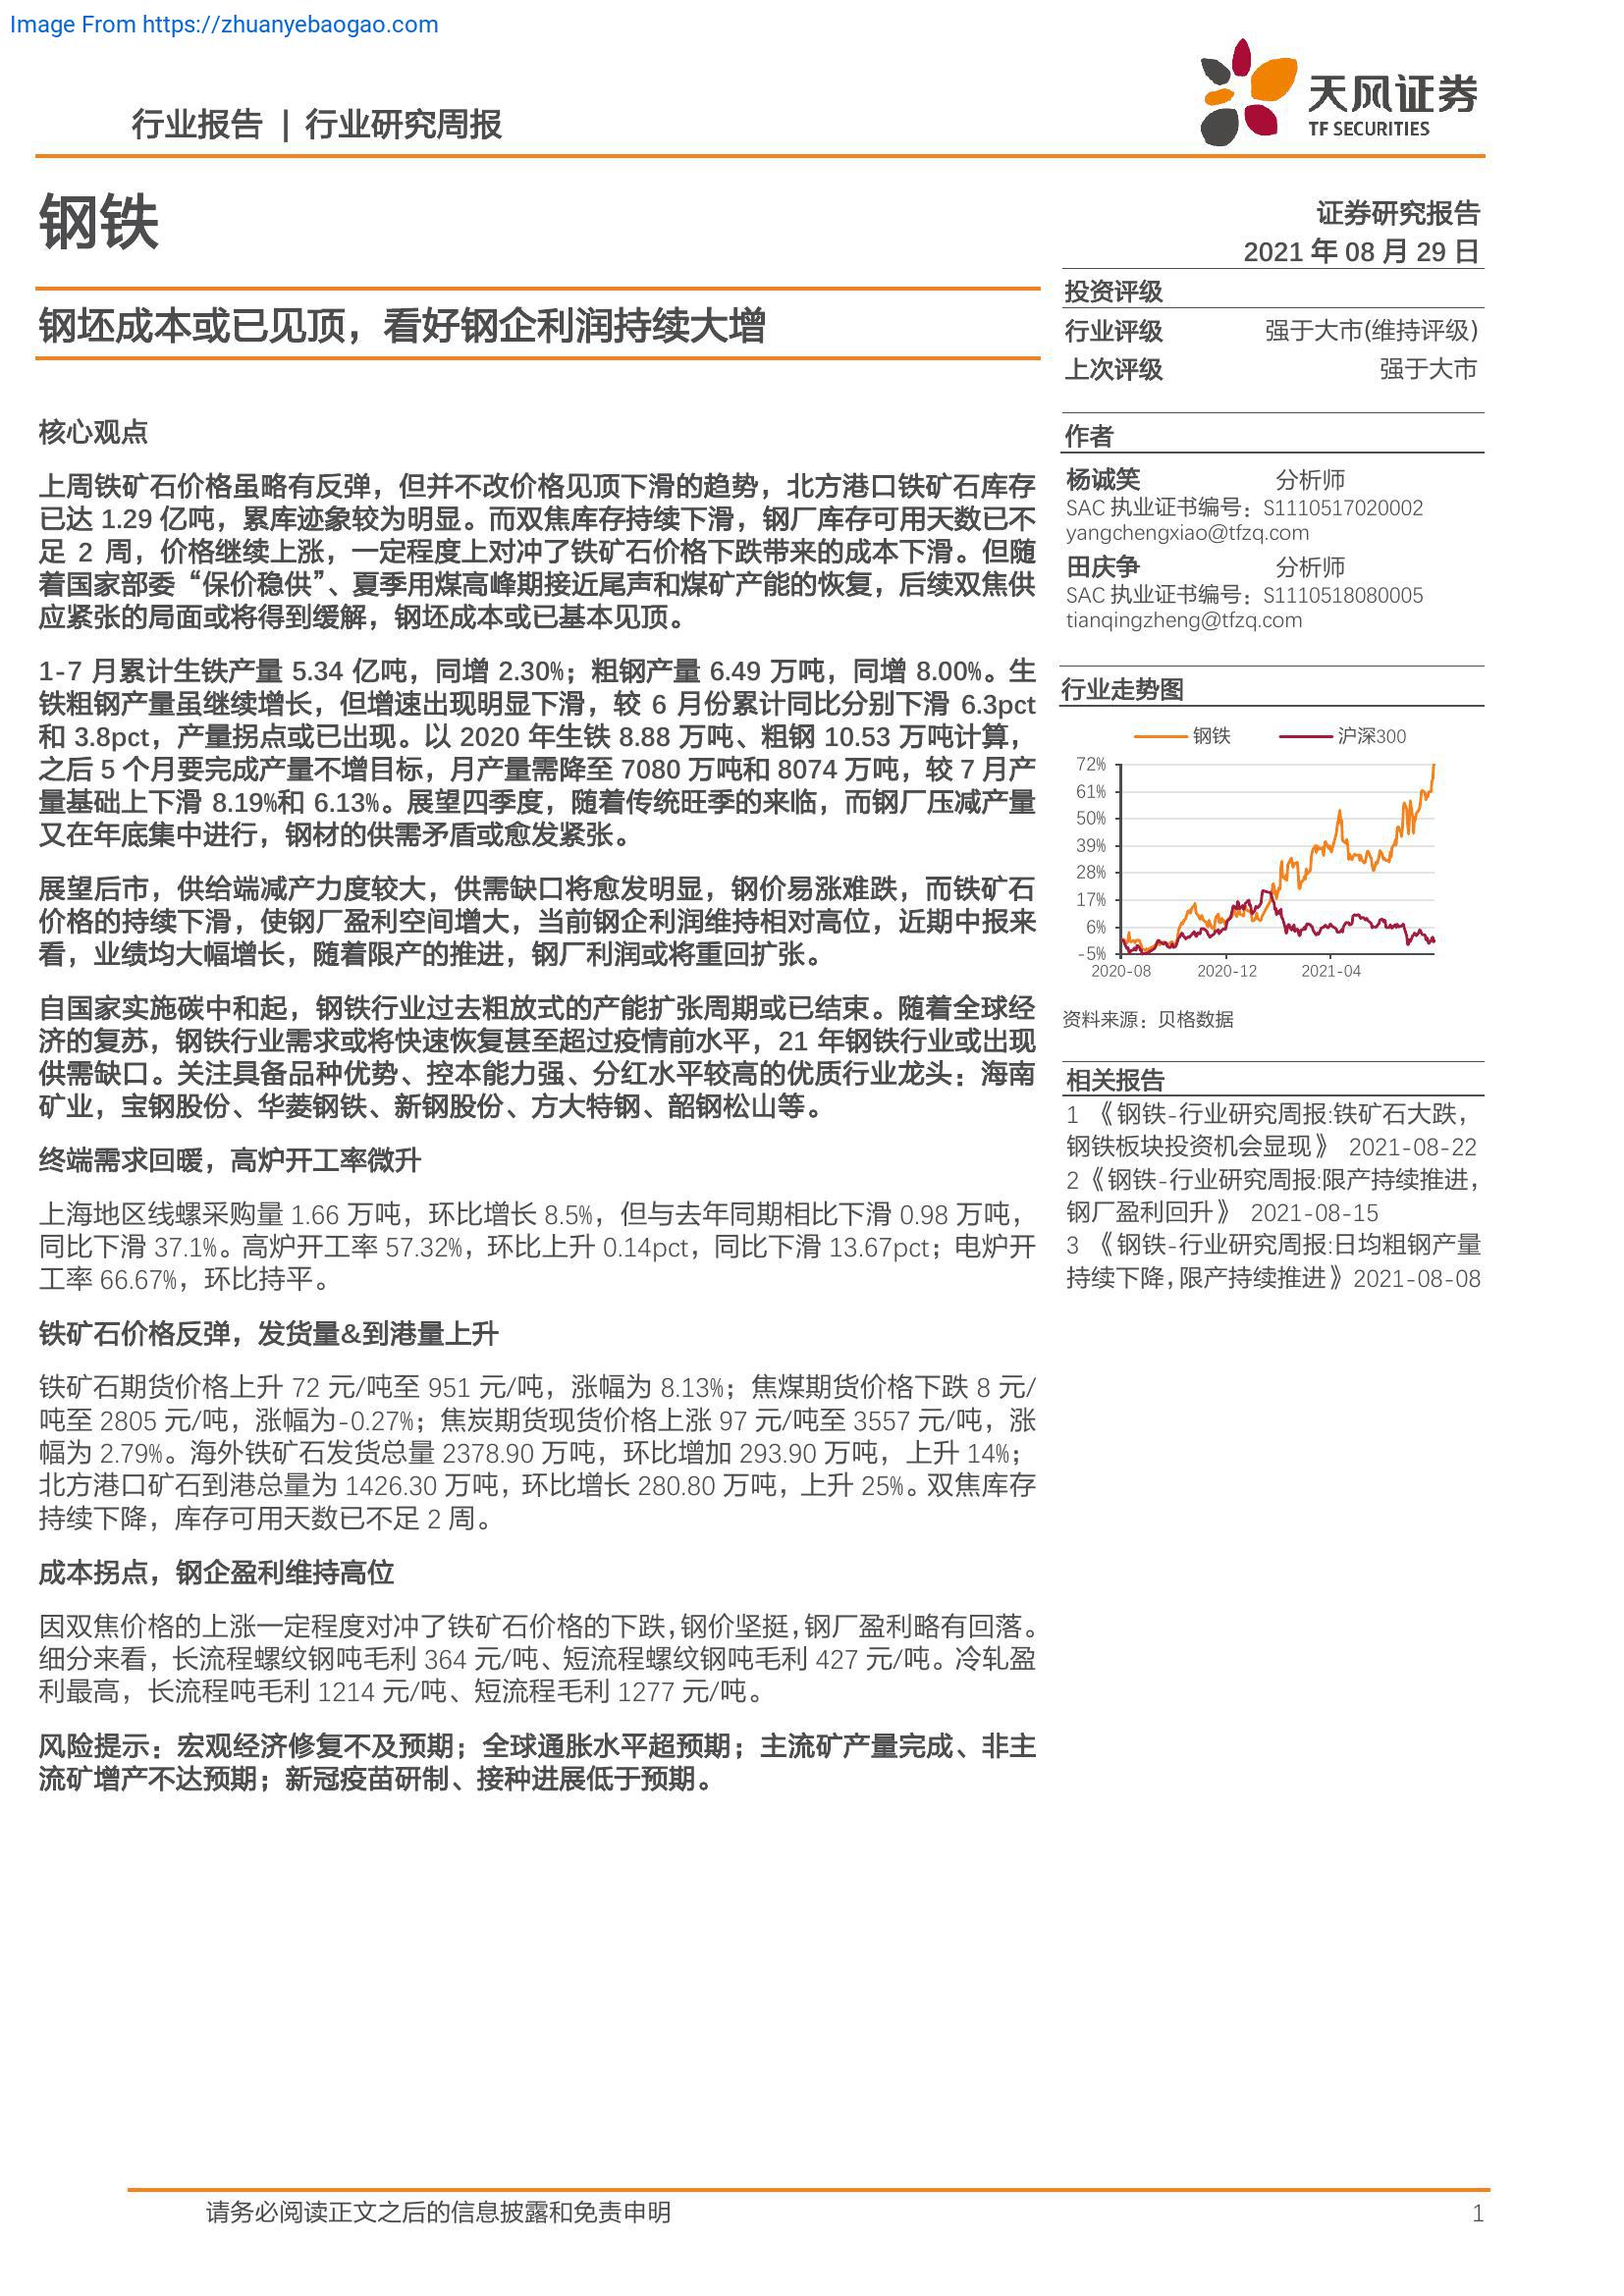 Image From https://zhuanyebaogao.com
行业报告 | 行业研究周报
天风证券
TF SECURITIES
钢铁
证券研究报告
2021 年 08 月 29 日
钢坯成本或已见顶，看好钢企利润持续大增
投资评级
行业评级 强于大市(维持评级)
上次评级 强于大市
核心观点
上周铁矿石价格虽略有反弹，但并不改价格见顶下滑的趋势，北方港口铁矿石库存
已达 1.29 亿吨，累库迹象较为明显。而双焦库存持续下滑，钢厂库存可用天数已不
足 2 周，价格继续上涨，一定程度上对冲了铁矿石价格下跌带来的成本下滑。但随
着国家部委“保价稳供”、夏季用煤高峰期接近尾声和煤矿产能的恢复，后续双焦供
应紧张的局面或将得到缓解，钢坯成本或已基本见顶。
1-7 月累计生铁产量 5.34 亿吨，同增 2.30%；粗钢产量 6.49 万吨，同增 8.00%。生
铁粗钢产量虽继续增长，但增速出现明显下滑，较 6 月份累计同比分别下滑 6.3pct
和 3.8pct，产量拐点或已出现。以 2020 年生铁 8.88 万吨、粗钢 10.53 万吨计算，
之后 5 个月要完成产量不增目标，月产量需降至 7080 万吨和 8074 万吨，较 7 月产
量基础上下滑 8.19%和 6.13%。展望四季度，随着传统旺季的来临，而钢厂压减产量
又在年底集中进行，钢材的供需矛盾或愈发紧张。
展望后市，供给端减产力度较大，供需缺口将愈发明显，钢价易涨难跌，而铁矿石
价格的持续下滑，使钢厂盈利空间增大，当前钢企利润维持相对高位，近期中报来
看，业绩均大幅增长，随着限产的推进，钢厂利润或将重回扩张。
自国家实施碳中和起，钢铁行业过去粗放式的产能扩张周期或已结束。随着全球经
济的复苏，钢铁行业需求或将快速恢复甚至超过疫情前水平，21 年钢铁行业或出现
供需缺口。关注具备品种优势、控本能力强、分红水平较高的优质行业龙头：海南
矿业，宝钢股份、华菱钢铁、新钢股份、方大特钢、韶钢松山等。
终端需求回暖，高炉开工率微升
上海地区线螺采购量 1.66 万吨，环比增长 8.5%，但与去年同期相比下滑 0.98 万吨，
同比下滑 37.1%。高炉开工率 57.32%，环比上升 0.14pct，同比下滑 13.67pct；电炉开
工率 66.67%，环比持平。
铁矿石价格反弹，发货量&到港量上升
铁矿石期货价格上升 72 元/吨至 951 元/吨，涨幅为 8.13%；焦煤期货价格下跌 8 元/
吨至 2805 元/吨，涨幅为-0.27%；焦炭期货现货价格上涨 97 元/吨至 3557 元/吨，涨
幅为 2.79%。海外铁矿石发货总量 2378.90 万吨，环比增加 293.90 万吨，上升 14%；
北方港口矿石到港总量为 1426.30 万吨，环比增长 280.80 万吨，上升 25%。双焦库存
持续下降，库存可用天数已不足 2 周。
成本拐点，钢企盈利维持高位
因双焦价格的上涨一定程度对冲了铁矿石价格的下跌，钢价坚挺，钢厂盈利略有回落。
细分来看，长流程螺纹钢吨毛利 364 元/吨、短流程螺纹钢吨毛利 427 元/吨。冷轧盈
利最高，长流程吨毛利 1214 元/吨、短流程毛利 1277 元/吨。
风险提示：宏观经济修复不及预期；全球通胀水平超预期；主流矿产量完成、非主
流矿增产不达预期；新冠疫苗研制、接种进展低于预期。
作者
杨诚笑 分析师
SAC 执业证书编号：S1110517020002
yangchengxiao@tfzq.com
田庆争 分析师
SAC 执业证书编号：S1110518080005
tianqingzheng@tfzq.com
行业走势图
钢铁 沪深300
72%
61%
50%
39%
28%
17%
6%
-5%
2020-08 2020-12 2021-04
资料来源：贝格数据
相关报告
1 《钢铁-行业研究周报:铁矿石大跌，
钢铁板块投资机会显现》 2021-08-22
2《钢铁-行业研究周报:限产持续推进，
钢厂盈利回升》 2021-08-15
3 《钢铁-行业研究周报:日均粗钢产量
持续下降，限产持续推进》2021-08-08
请务必阅读正文之后的信息披露和免责申明 1